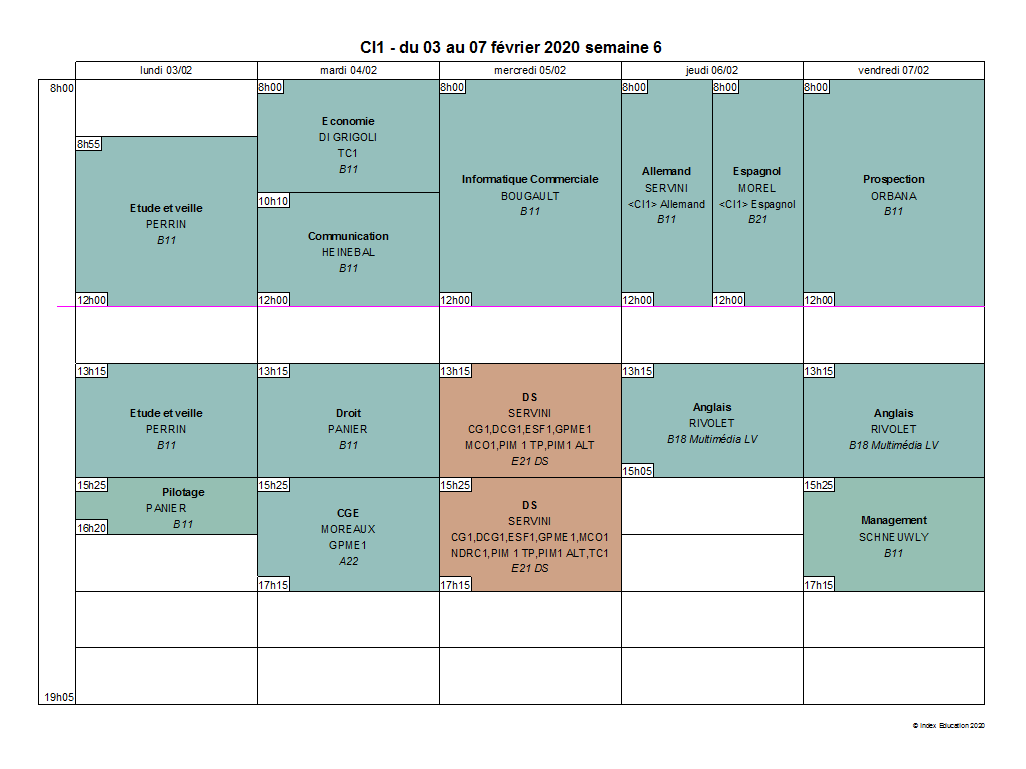 CI1 - du 03 au 07 février 2020 semaine 6
lundi 03/02
mardi 04/02
mercredi 05/02
jeudi 06/02
vendredi 07/02
8h00
19h05
8h55
Etude et veille
PERRIN
B11
12h00
13h15
Etude et veille
PERRIN
B11
15h25
Pilotage
PANIER
B11
16h20
8h00
Economie
DI GRIGOLI
TC1
B11
10h10
Communication
HEINEBAL
B11
12h00
13h15
Droit
PANIER
B11
15h25
CGE
MOREAUX
GPME1
A22
17h15
8h00
Informatique Commerciale
BOUGAULT
B11
12h00
13h15
DS
SERVINI
CG1,DCG1,ESF1,GPME1
MCO1,PIM 1 TP,PIM1 ALT
E21 DS
15h25
DS
SERVINI
CG1,DCG1,ESF1,GPME1,MCO1
NDRC1,PIM 1 TP,PIM1 ALT,TC1
E21 DS
17h15
8h00
Allemand
SERVINI
<CI1> Allemand
B11
12h00
8h00
Espagnol
MOREL
<CI1> Espagnol
B21
12h00
13h15
Anglais
RIVOLET
B18 Multimédia LV
15h05
8h00
Prospection
ORBANA
B11
12h00
13h15
Anglais
RIVOLET
B18 Multimédia LV
15h25
Management
SCHNEUWLY
B11
17h15
© Index Education 2020